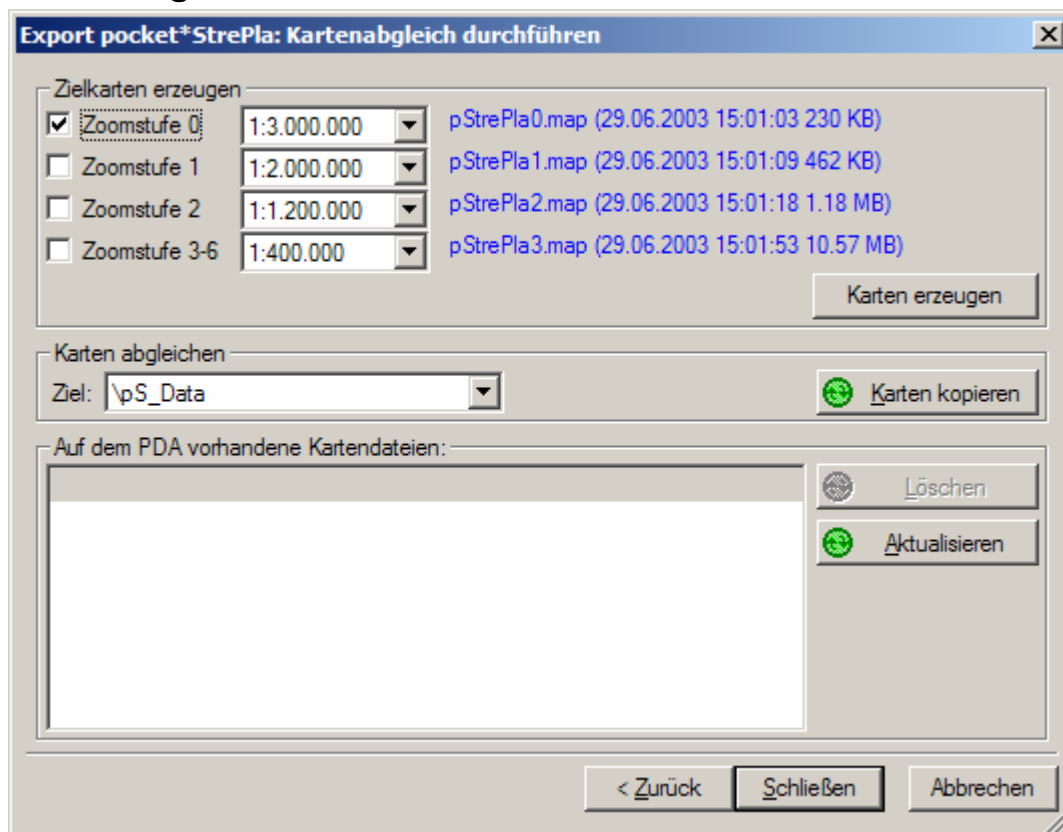 Export pocket*StrePla: Kartenabgleich durchführen
Zielkarten erzeugen
Zoomstufe 0 1:3.000.000 pStrePla0.map (29.06.2003 15:01:03 230 KB)
Zoomstufe 1 1:2.000.000 pStrePla1.map (29.06.2003 15:01:09 462 KB)
Zoomstufe 2 1:1.200.000 pStrePla2.map (29.06.2003 15:01:18 1.18 MB)
Zoomstufe 3-6 1:400.000 pStrePla3.map (29.06.2003 15:01:53 10.57 MB)
Karten erzeugen
Karten abgleichen
Ziel: \pS_Data Karten kopieren
Auf dem PDA vorhandene Kartendateien:
Löschen
Aktualisieren
< Zurück Schließen Abbrechen